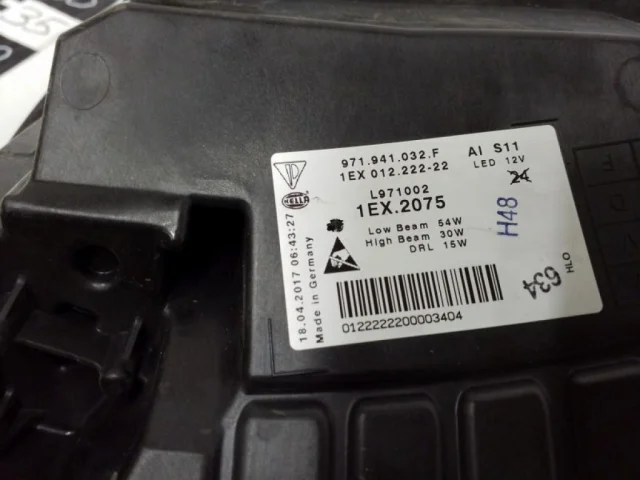 971.941.032.F AI S11
1EX 012.222-22 LED 12V
HELLA
L971002
24
1EX.2075
Low Beam 54W
High Beam 30W
DRL 15W
H48
18.04.2017 06:43:27
Made in Germany
634
HLO
0122222200003404